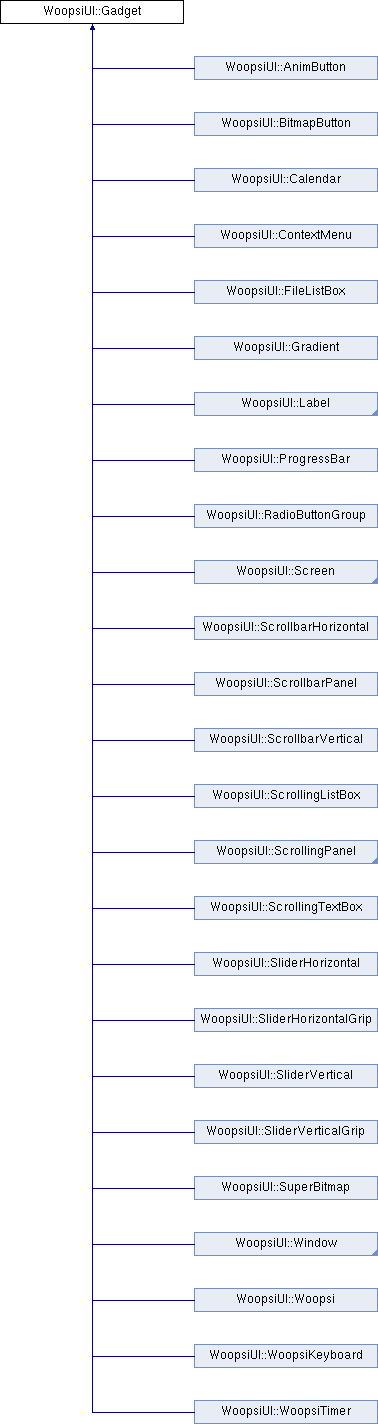 WoopsiUI::Gadget
WoopsiUI::AnimButton
WoopsiUI::BitmapButton
WoopsiUI::Calendar
WoopsiUI::ContextMenu
WoopsiUI::FileListBox
WoopsiUI::Gradient
WoopsiUI::Label
WoopsiUI::ProgressBar
WoopsiUI::RadioButtonGroup
WoopsiUI::Screen
WoopsiUI::ScrollbarHorizontal
WoopsiUI::ScrollbarPanel
WoopsiUI::ScrollbarVertical
WoopsiUI::ScrollingListBox
WoopsiUI::ScrollingPanel
WoopsiUI::ScrollingTextBox
WoopsiUI::SliderHorizontal
WoopsiUI::SliderHorizontalGrip
WoopsiUI::SliderVertical
WoopsiUI::SliderVerticalGrip
WoopsiUI::SuperBitmap
WoopsiUI::Window
WoopsiUI::Woopsi
WoopsiUI::WoopsiKeyboard
WoopsiUI::WoopsiTimer